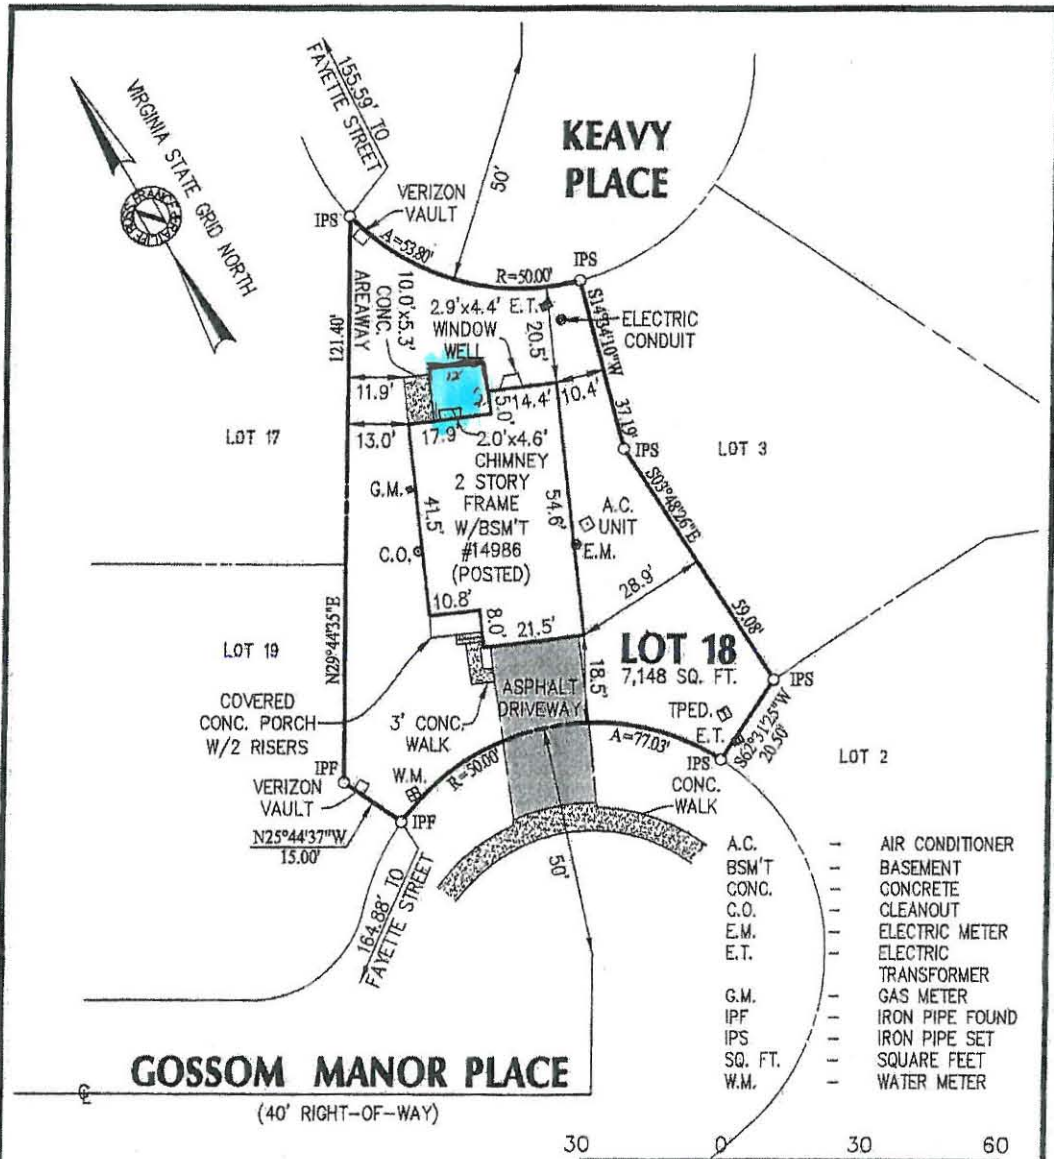 155.59' TO
FAYETTE STREET
VIRGINIA STATE GRID NORTH
KEAVY
PLACE
50'
VERIZON
VAULT
IPS
A=53.80'
R=50.00'
IPS
10.0'x5.3'
CONC.
AREAWAY
2.9'x4.4'
WINDOW
WELL
E.T.
20.5'
ELECTRIC
CONDUIT
S14°34'10"W
37.19'
121.40'
N29°44'35"E
11.9'
12'
5.0'
14.4'
10.4'
LOT 17
13.0'
17.9'
2.0'x4.6'
CHIMNEY
IPS
LOT 3
2 STORY
FRAME
W/BSM'T
#14986
(POSTED)
G.M.
41.5'
C.O.
54.6'
A.C.
UNIT
E.M.
S03°48'26"E
59.08'
28.9'
10.8'
8.0'
21.5'
LOT 19
LOT 18
7,148 SQ. FT.
18.5'
IPS
COVERED
CONC. PORCH
W/2 RISERS
3' CONC.
WALK
ASPHALT
DRIVEWAY
TPED.
E.T.
S62°31'25"W
20.50'
A=77.03'
R=50.00'
IPS
LOT 2
IPF
VERIZON
VAULT
W.M.
CONC.
WALK
IPF
N25°44'37"W
15.00'
50'
164.88' TO
FAYETTE STREET
A.C. - AIR CONDITIONER
BSM'T - BASEMENT
CONC. - CONCRETE
C.O. - CLEANOUT
E.M. - ELECTRIC METER
E.T. - ELECTRIC
TRANSFORMER
G.M. - GAS METER
IPF - IRON PIPE FOUND
IPS - IRON PIPE SET
SQ. FT. - SQUARE FEET
W.M. - WATER METER
GOSSOM MANOR PLACE
(40' RIGHT-OF-WAY)
30 0 30 60